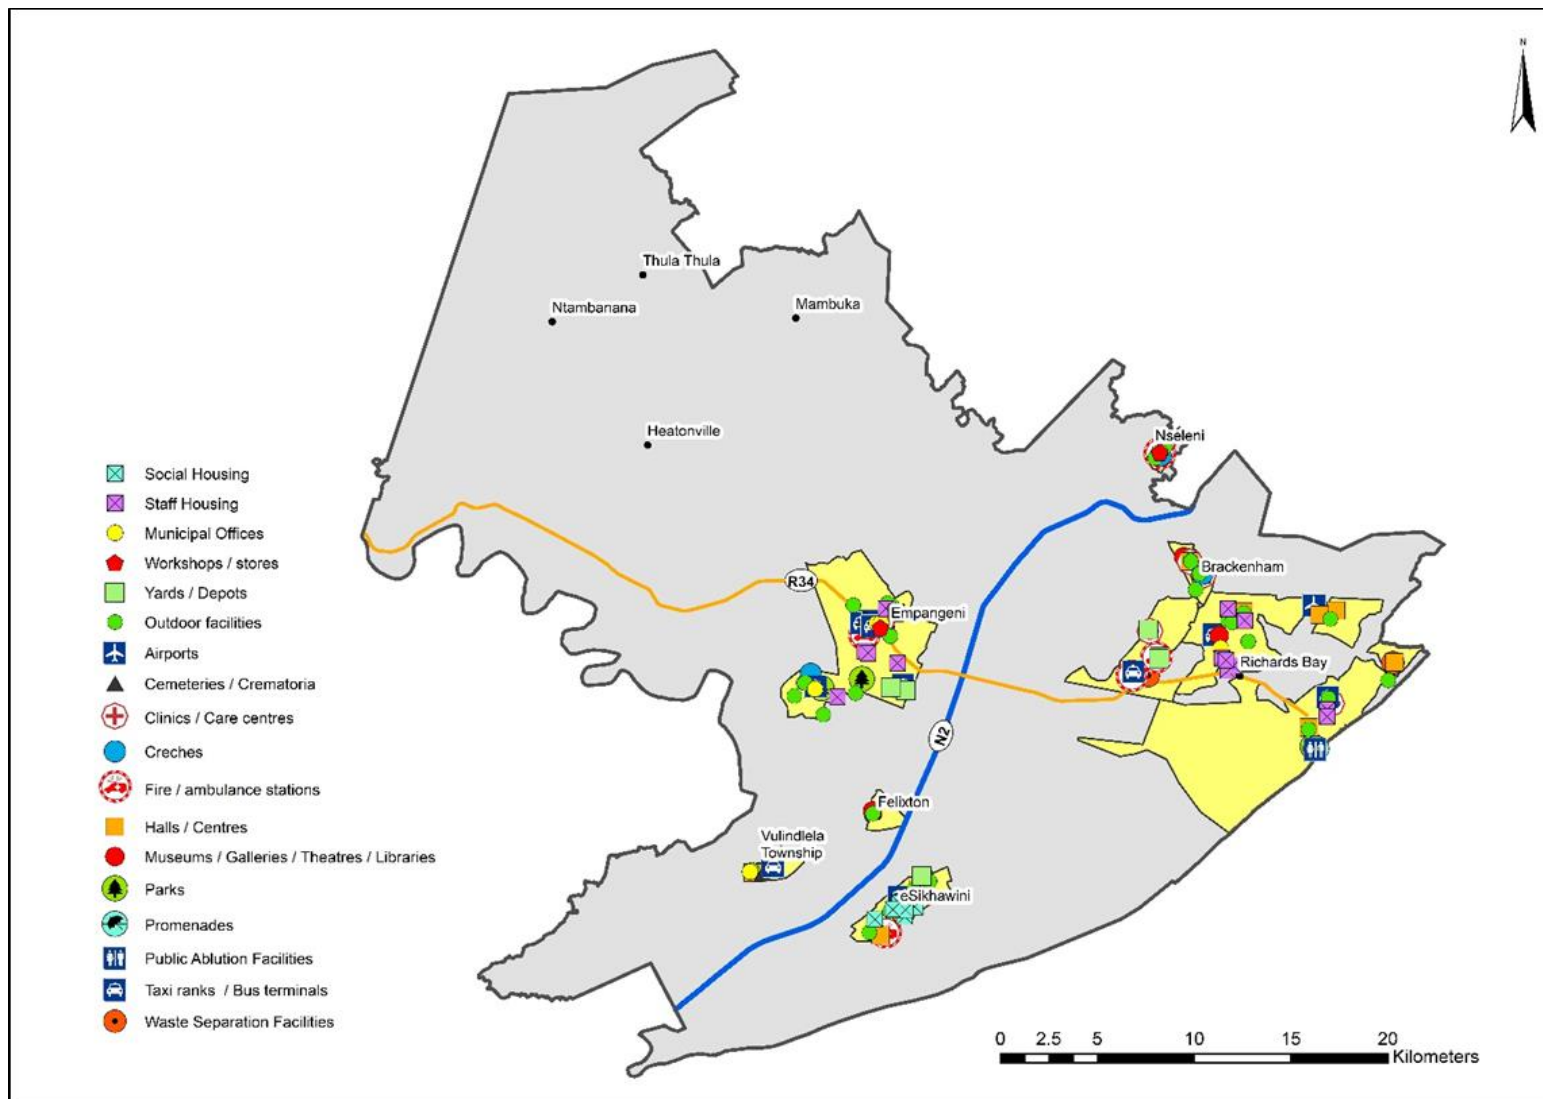 N
Thula Thula
Ntambanana
Mambuka
Heatonville
Nseleni
Brackenham
R34
Empangeni
Richards Bay
N2
Felixton
Vulindlela
Township
eSikhawini
Social Housing
Staff Housing
Municipal Offices
Workshops / stores
Yards / Depots
Outdoor facilities
Airports
Cemeteries / Crematoria
Clinics / Care centres
Creches
Fire / ambulance stations
Halls / Centres
Museums / Galleries / Theatres / Libraries
Parks
Promenades
Public Ablution Facilities
Taxi ranks / Bus terminals
Waste Separation Facilities
0 2.5 5 10 15 20
Kilometers